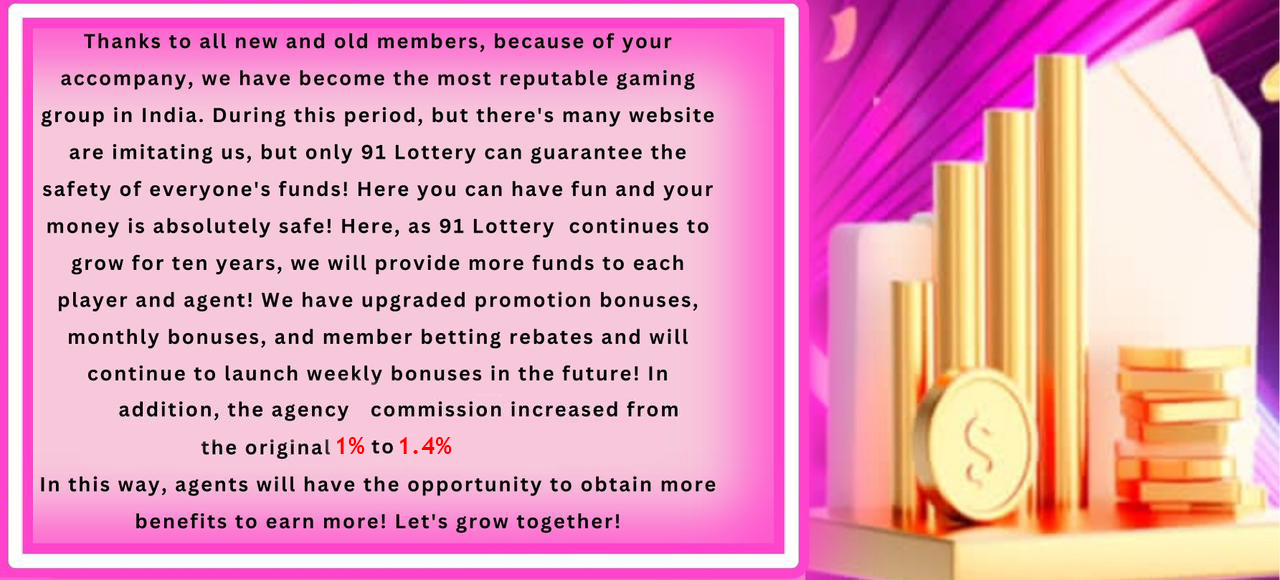 Thanks to all new and old members, because of your
accompany, we have become the most reputable gaming
group in India. During this period, but there's many website
are imitating us, but only 91 Lottery can guarantee the
safety of everyone's funds! Here you can have fun and your
money is absolutely safe! Here, as 91 Lottery continues to
grow for ten years, we will provide more funds to each
player and agent! We have upgraded promotion bonuses,
monthly bonuses, and member betting rebates and will
continue to launch weekly bonuses in the future! In
addition, the agency commission increased from
the original 1% to 1.4%
In this way, agents will have the opportunity to obtain more
benefits to earn more! Let's grow together!
$